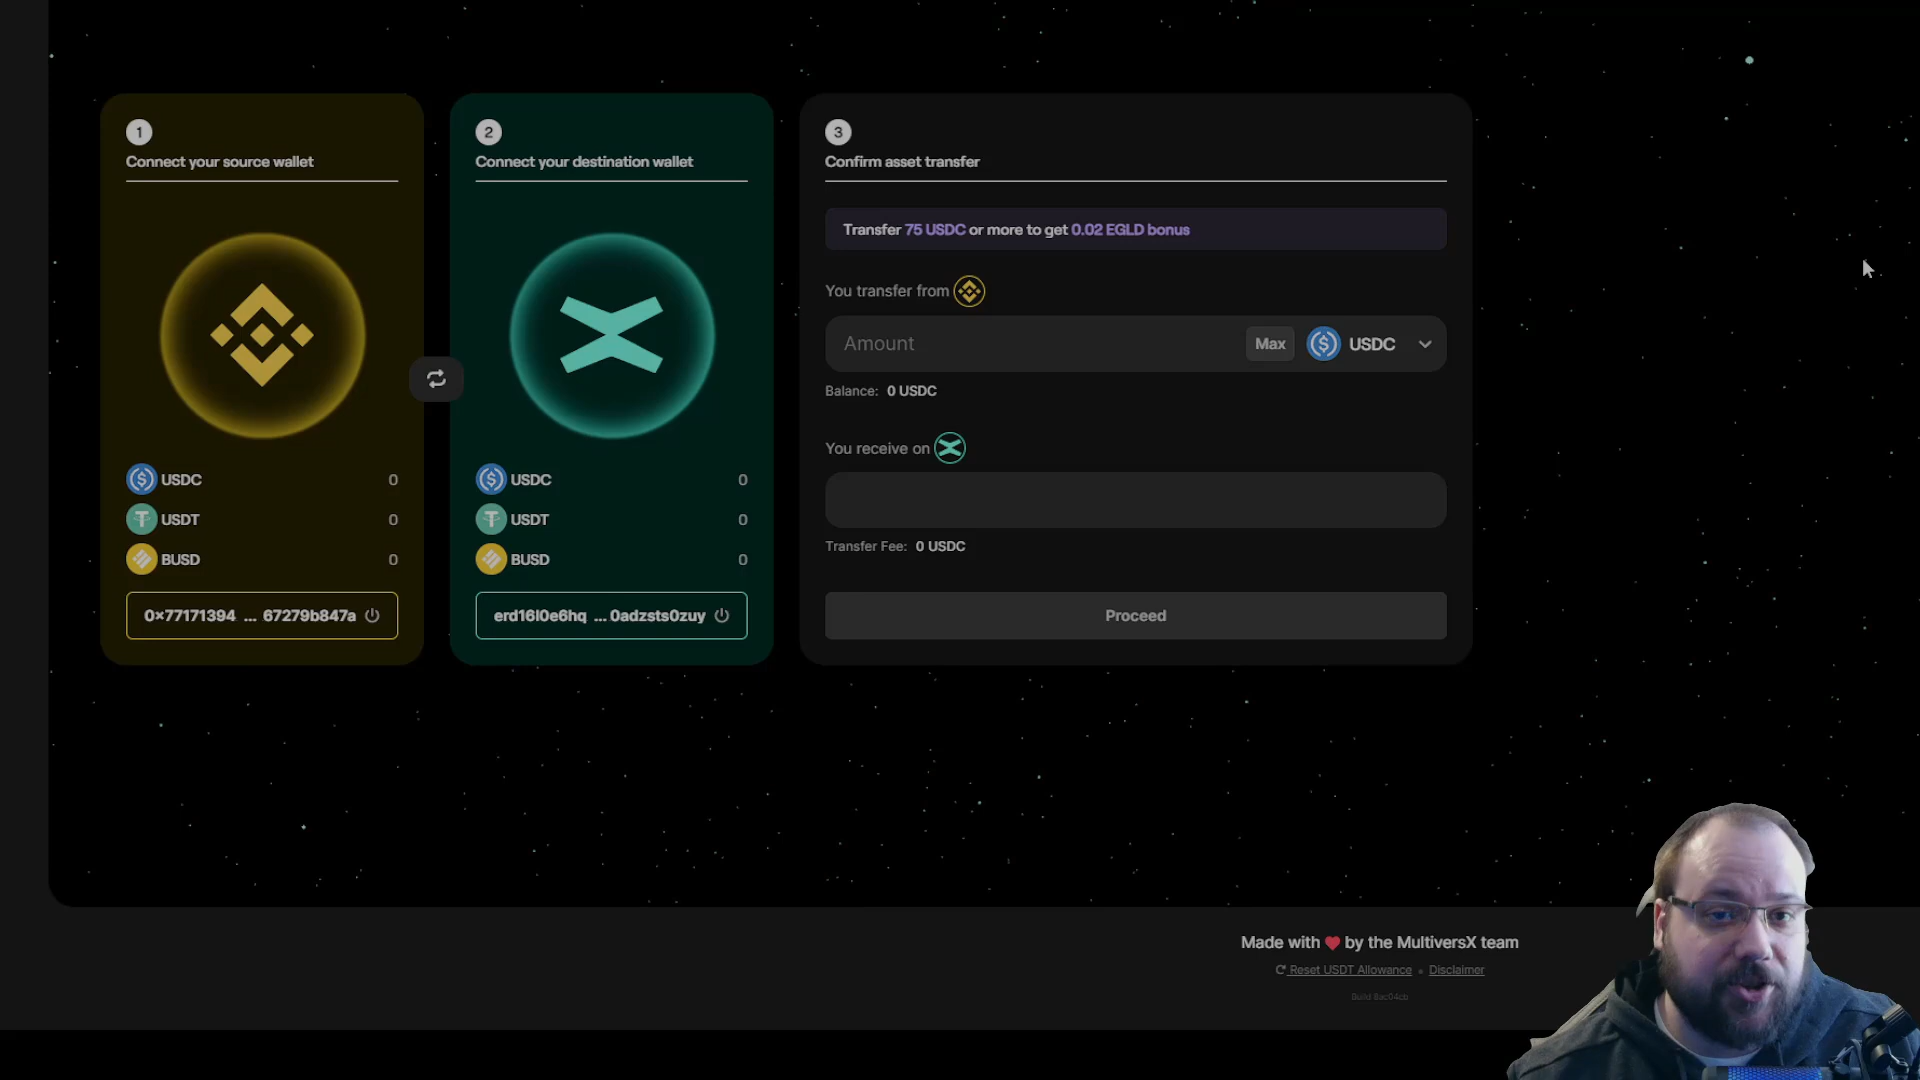 1
Connect your source wallet
USDC 0
USDT 0
BUSD 0
0x77171394 ... 67279b847a
2
Connect your destination wallet
USDC 0
USDT 0
BUSD 0
erd16l0e6hq ...0adzsts0zuy
3
Confirm asset transfer
Transfer 75 USDC or more to get 0.02 EGLD bonus
You transfer from
Amount Max USDC
Balance: 0 USDC
You receive on
Transfer Fee: 0 USDC
Proceed
Made with ❤ by the MultiversX team
Reset USDT Allowance • Disclaimer